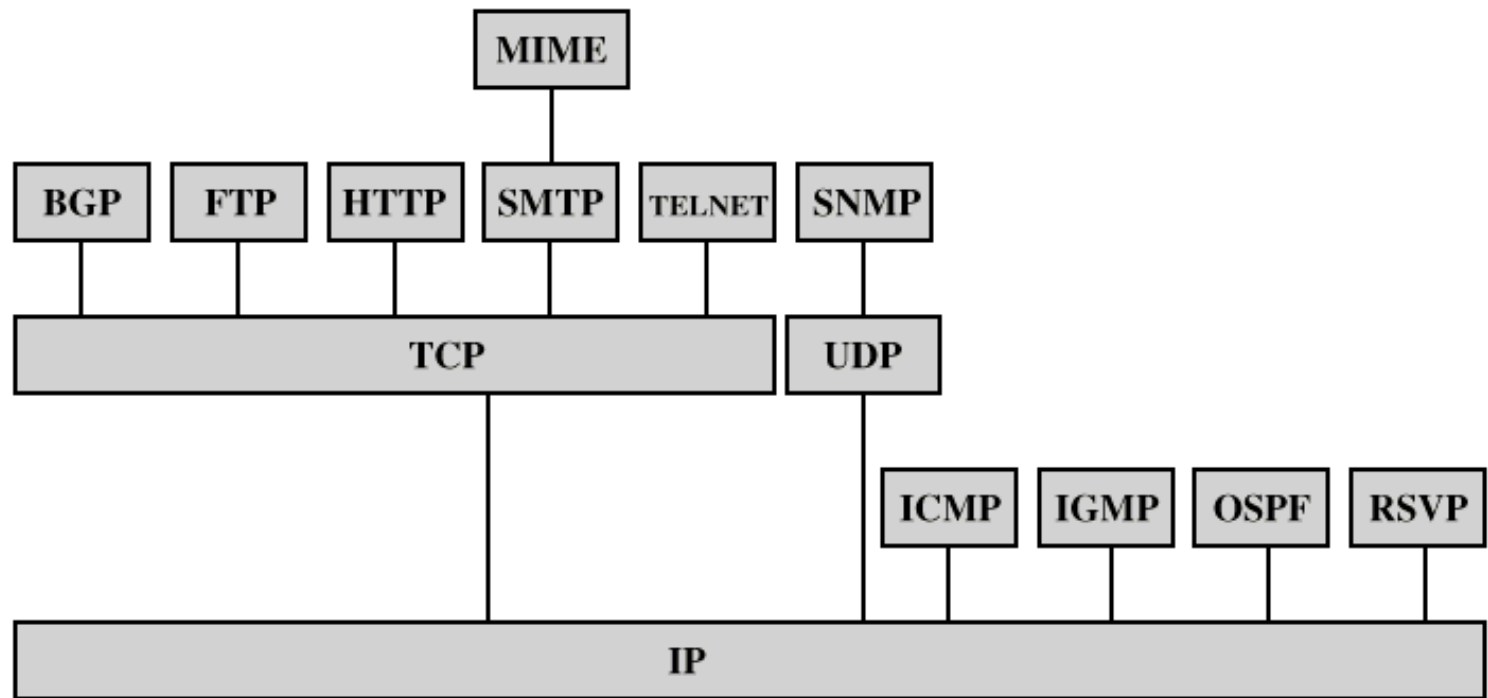 MIME
BGP FTP HTTP SMTP TELNET SNMP
TCP UDP
ICMP IGMP OSPF RSVP
IP